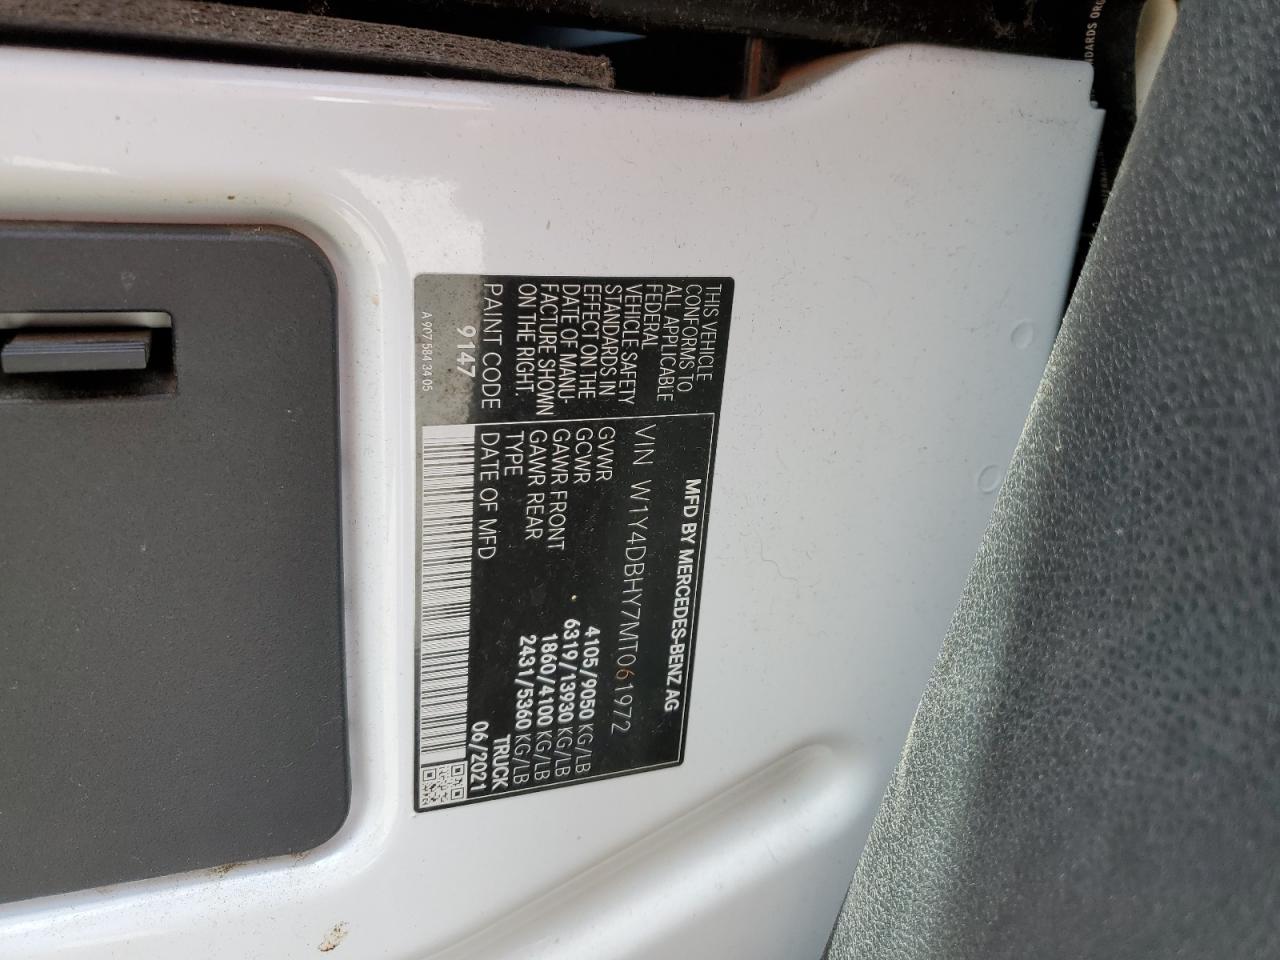 MFD BY MERCEDES-BENZ AG
THIS VEHICLE
CONFORMS TO
ALL APPLICABLE
FEDERAL
VEHICLE SAFETY
STANDARDS IN
EFFECT ON THE
DATE OF MANU-
FACTURE SHOWN
ON THE RIGHT
PAINT CODE
9147
A 907 584 34 05
VIN W1Y4DBHY7MT061972
GVWR 4105/9050 KG/LB
GCWR 6319/13930 KG/LB
GAWR FRONT 1860/4100 KG/LB
GAWR REAR 2431/5360 KG/LB
TYPE TRUCK
DATE OF MFD 06/2021